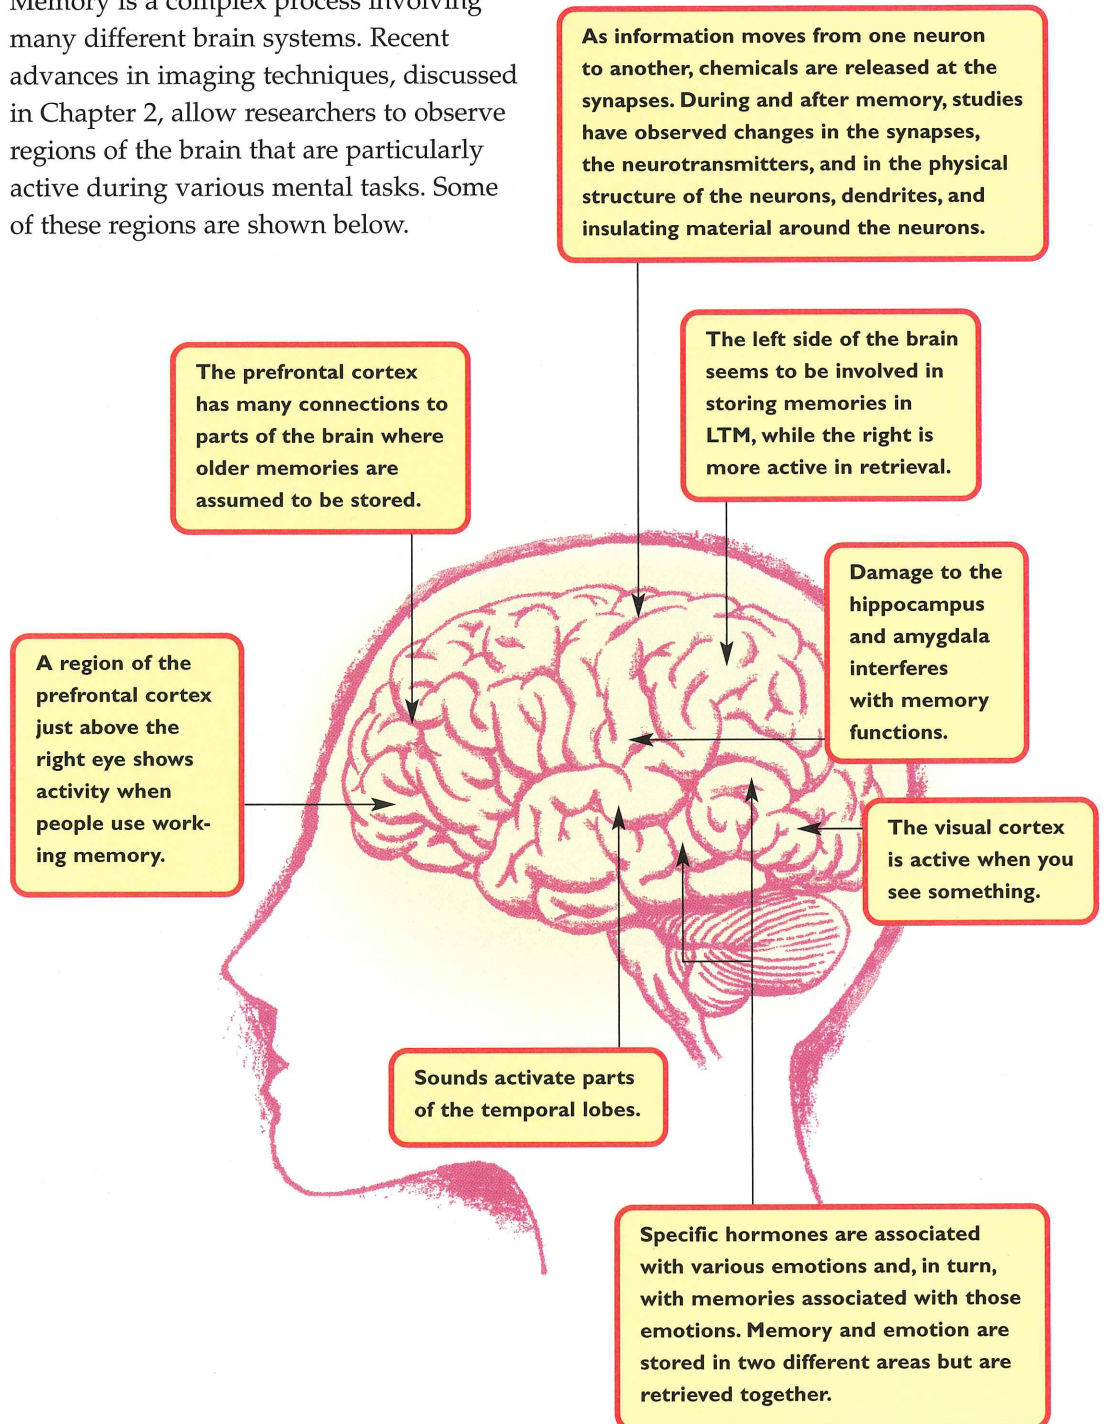 Memory is a complex process involving
many different brain systems. Recent
advances in imaging techniques, discussed
in Chapter 2, allow researchers to observe
regions of the brain that are particularly
active during various mental tasks. Some
of these regions are shown below.
As information moves from one neuron
to another, chemicals are released at the
synapses. During and after memory, studies
have observed changes in the synapses,
the neurotransmitters, and in the physical
structure of the neurons, dendrites, and
insulating material around the neurons.
The prefrontal cortex
has many connections to
parts of the brain where
older memories are
assumed to be stored.
The left side of the brain
seems to be involved in
storing memories in
LTM, while the right is
more active in retrieval.
Damage to the
hippocampus
and amygdala
interferes
with memory
functions.
A region of the
prefrontal cortex
just above the
right eye shows
activity when
people use work-
ing memory.
The visual cortex
is active when you
see something.
Sounds activate parts
of the temporal lobes.
Specific hormones are associated
with various emotions and, in turn,
with memories associated with those
emotions. Memory and emotion are
stored in two different areas but are
retrieved together.